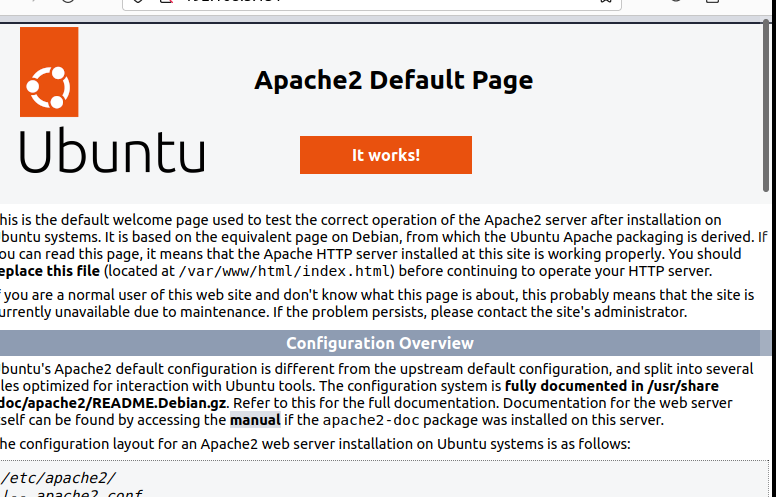 Apache2 Default Page
Ubuntu
It works!
his is the default welcome page used to test the correct operation of the Apache2 server after installation on
buntu systems. It is based on the equivalent page on Debian, from which the Ubuntu Apache packaging is derived. If
ou can read this page, it means that the Apache HTTP server installed at this site is working properly. You should
eplace this file (located at /var/www/html/index.html) before continuing to operate your HTTP server.
f you are a normal user of this web site and don't know what this page is about, this probably means that the site is
urrently unavailable due to maintenance. If the problem persists, please contact the site's administrator.
Configuration Overview
buntu's Apache2 default configuration is different from the upstream default configuration, and split into several
les optimized for interaction with Ubuntu tools. The configuration system is fully documented in /usr/share
doc/apache2/README.Debian.gz. Refer to this for the full documentation. Documentation for the web server
self can be found by accessing the manual if the apache2-doc package was installed on this server.
he configuration layout for an Apache2 web server installation on Ubuntu systems is as follows:
/etc/apache2/
|-- apache2.conf